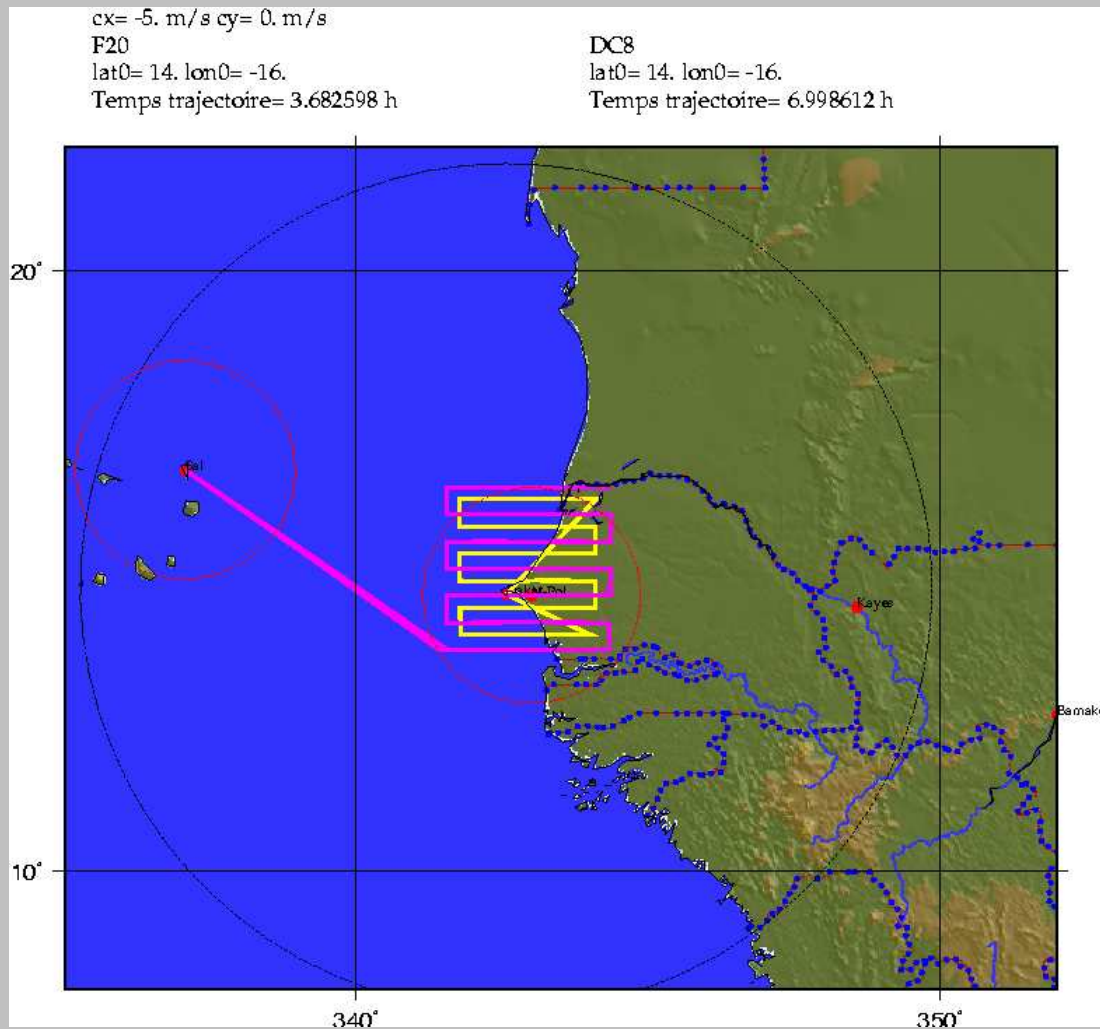 cx= -5. m/s cy= 0. m/s
F20
lat0= 14. lon0= -16.
Temps trajectoire= 3.682598 h
DC8
lat0= 14. lon0= -16.
Temps trajectoire= 6.998612 h
20°
Sal
Kayes
Bamako
10°
340°
350°